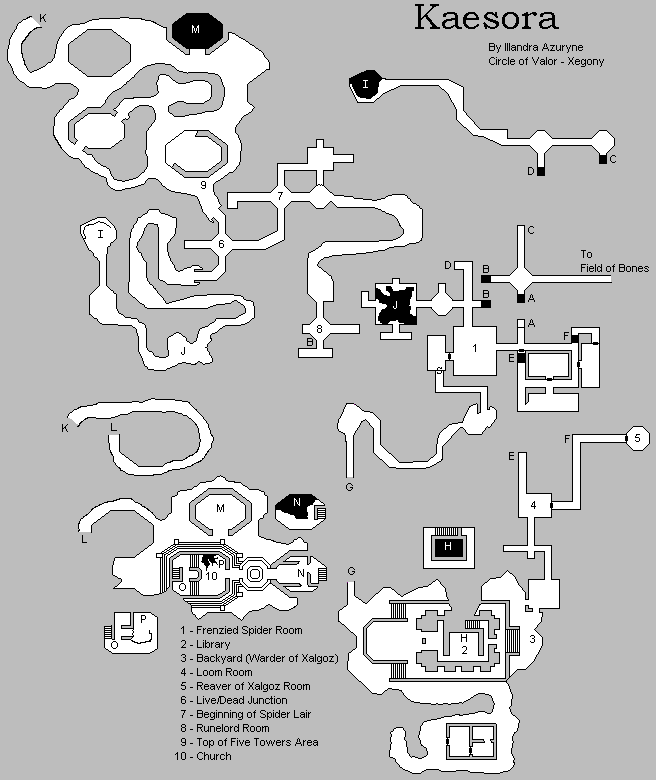 Kaesora
By Illandra Azuryne
Circle of Valor - Xegony
K
M
I
D
C
9
7
6
I
J
8
B
C
To
Field of Bones
D
B
A
J
B
A
1
E
F
S
K
L
G
E
F
5
4
L
M
N
P
10
O
N
H
G
P
O
H
2
3
1 - Frenzied Spider Room
2 - Library
3 - Backyard (Warder of Xalgoz)
4 - Loom Room
5 - Reaver of Xalgoz Room
6 - Live/Dead Junction
7 - Beginning of Spider Lair
8 - Runelord Room
9 - Top of Five Towers Area
10 - Church